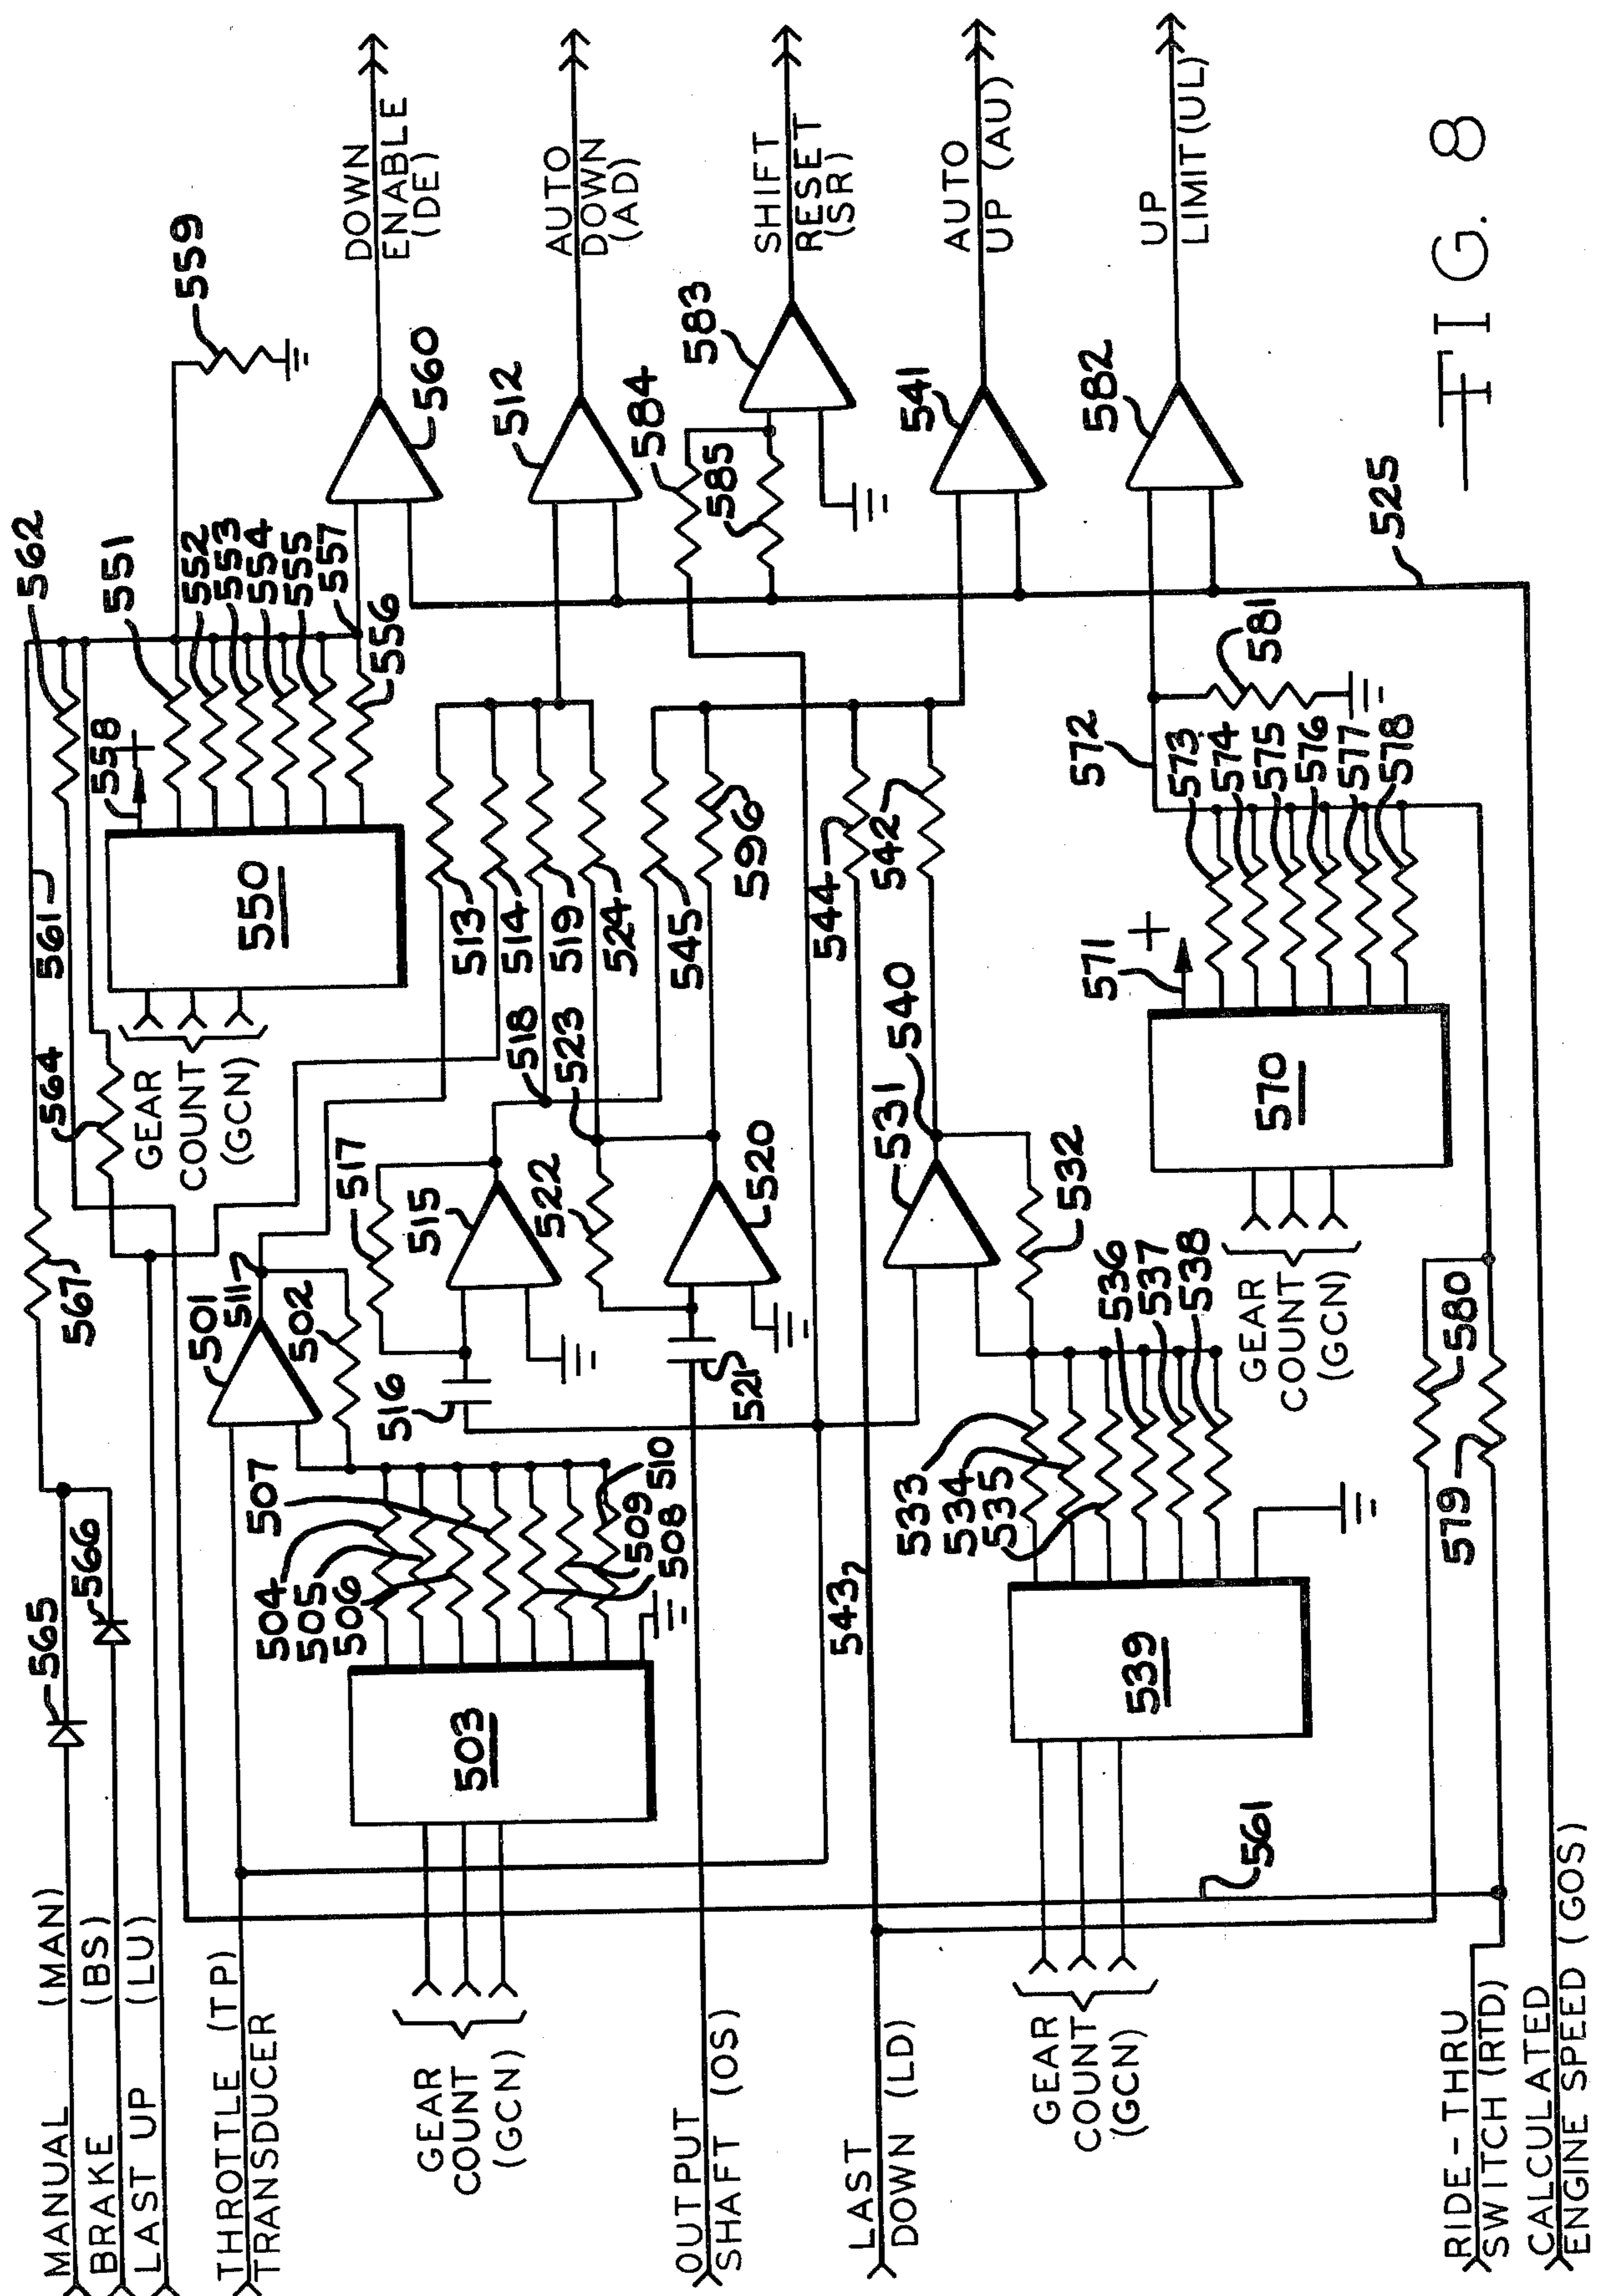 MANUAL (MAN)
BRAKE (BS)
LAST UP (LU)
THROTTLE (TP)
TRANSDUCER
GEAR
COUNT
(GCN)
OUTPUT
SHAFT (OS)
LAST
DOWN (LD)
GEAR
COUNT
(GCN)
RIDE-THRU
SWITCH (RTD)
CALCULATED
ENGINE SPEED (GOS)
565
566
567
564
561
562
503
504
505
506
507
508
509
510
501
511
502
516
517
515
518
522
523
521
520
543
539
533
534
535
536
537
538
531
540
532
561
579
580
GEAR
COUNT
(GCN)
550
558
+
551
552
553
554
555
557
556
559
513
514
519
524
545
596
544
542
GEAR
COUNT
(GCN)
570
571
+
572
573
574
575
576
577
578
581
525
560
512
584
585
583
541
582
DOWN
ENABLE
(DE)
AUTO
DOWN
(AD)
SHIFT
RESET
(SR)
AUTO
UP (AU)
UP
LIMIT (UL)
FIG. 8